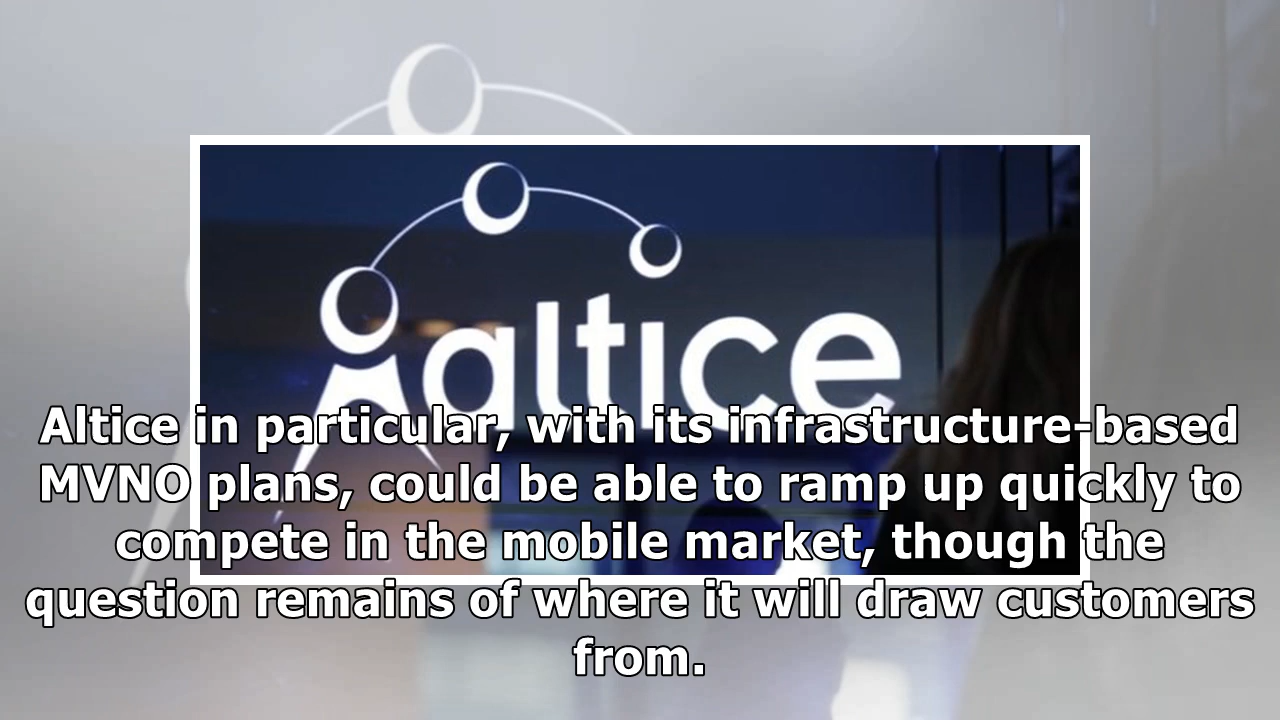 altice
Altice in particular, with its infrastructure-based
MVNO plans, could be able to ramp up quickly to
compete in the mobile market, though the
question remains of where it will draw customers
from.